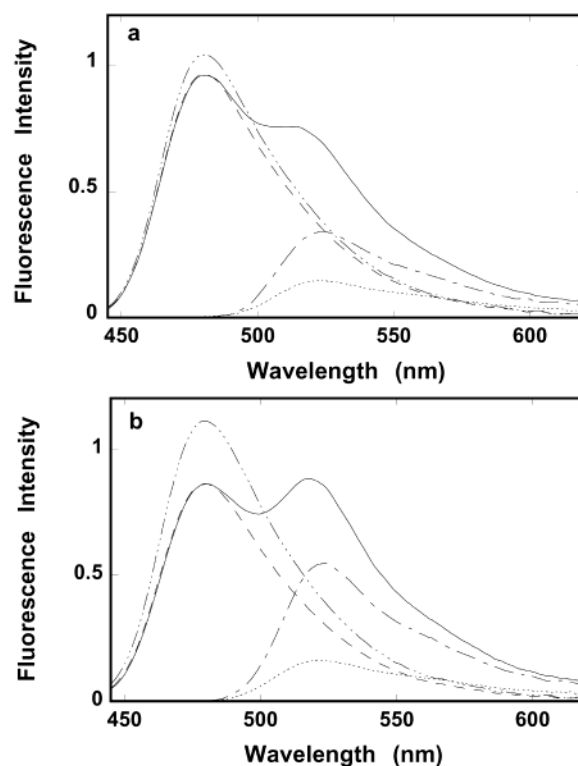 a
1
0.5
0
450 500 550 600
Fluorescence Intensity
Wavelength (nm)
b
1
0.5
0
450 500 550 600
Fluorescence Intensity
Wavelength (nm)